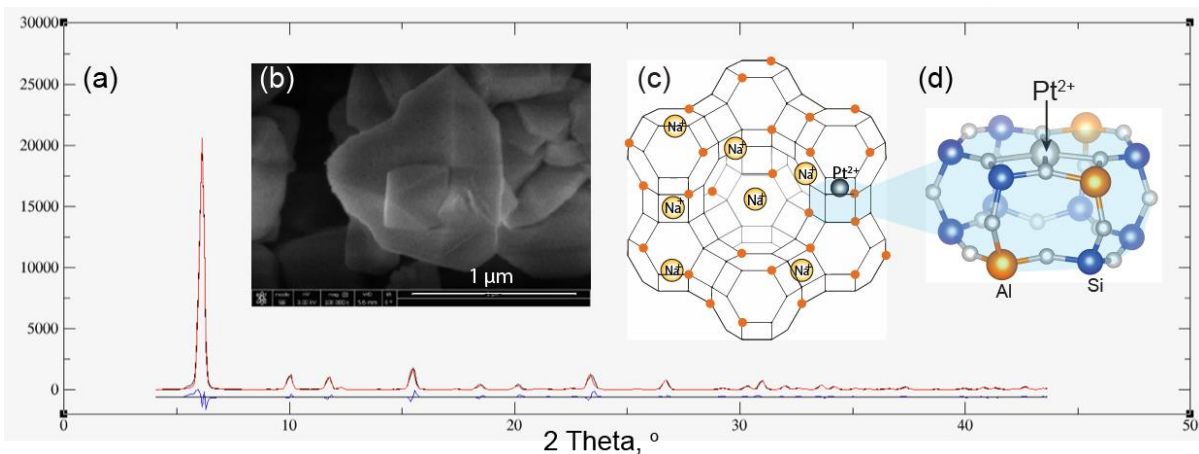 30000
25000
20000
15000
10000
5000
0
(a)
(b)
1 µm
(c)
Na+
Na+
Na+
Pt2+
Na+
Na+
Na+
Na+
(d)
Pt2+
Al
Si
0
10
20
30
40
50
2 Theta, o